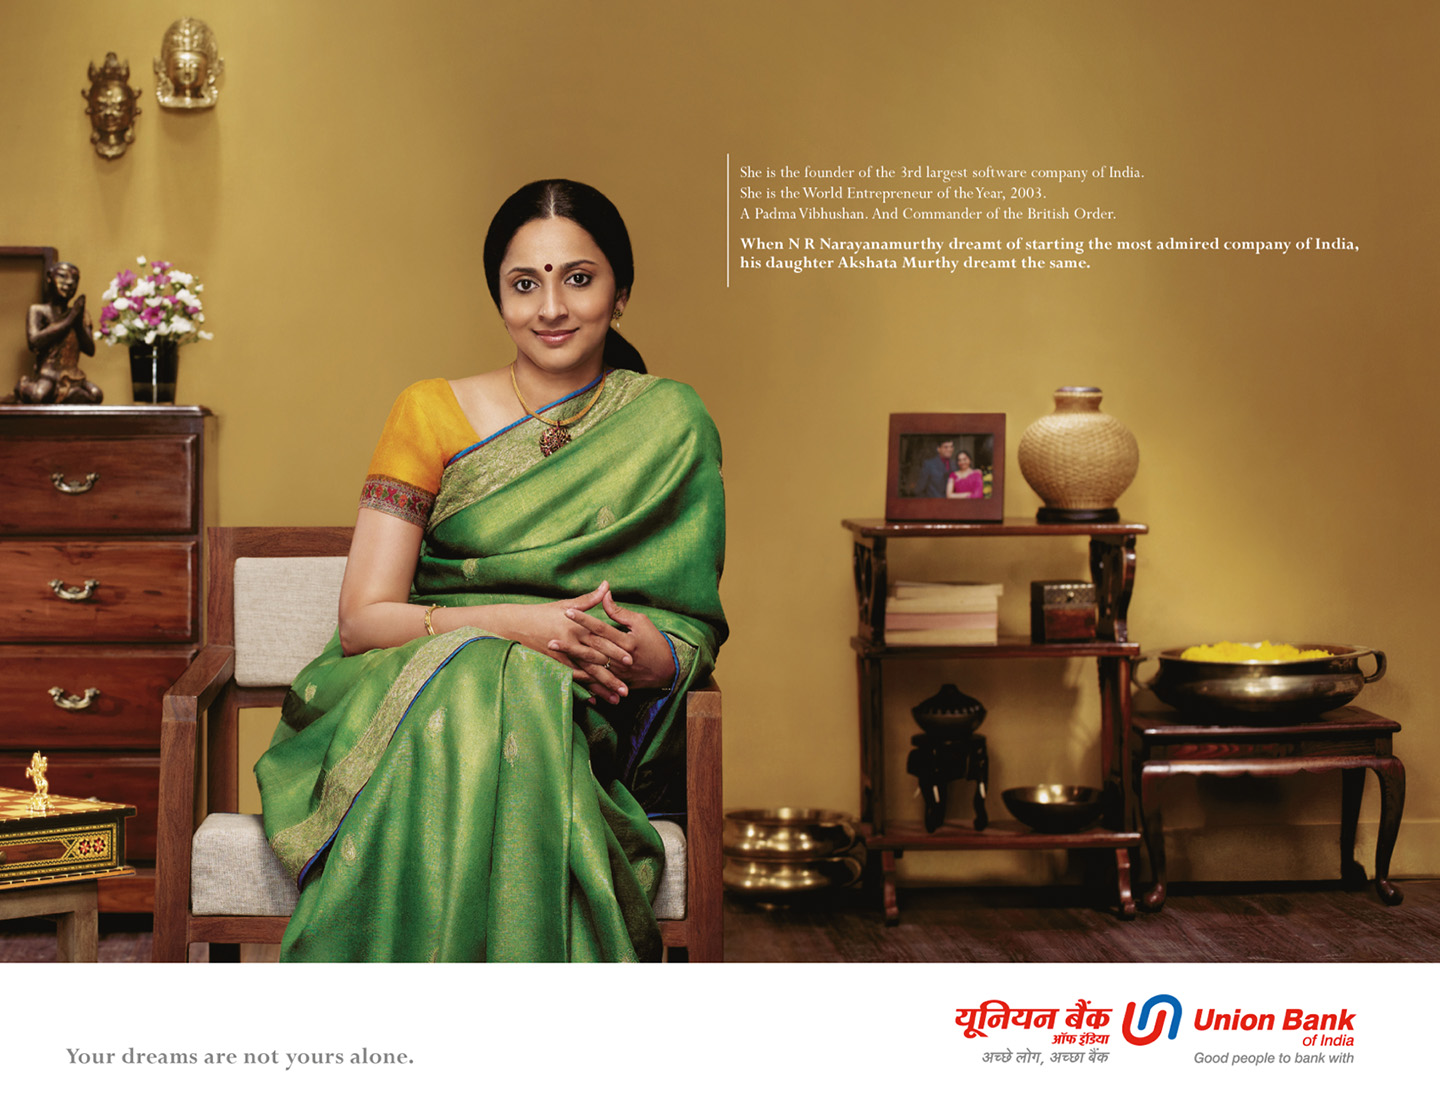 She is the founder of the 3rd largest software company of India.
She is the World Entrepreneur of the Year, 2003.
A Padma Vibhushan. And Commander of the British Order.
When N R Narayanamurthy dreamt of starting the most admired company of India,
his daughter Akshata Murthy dreamt the same.
Your dreams are not yours alone.
यूनियन बैंक
ऑफ इंडिया
अच्छे लोग, अच्छा बैंक
Union Bank
of India
Good people to bank with